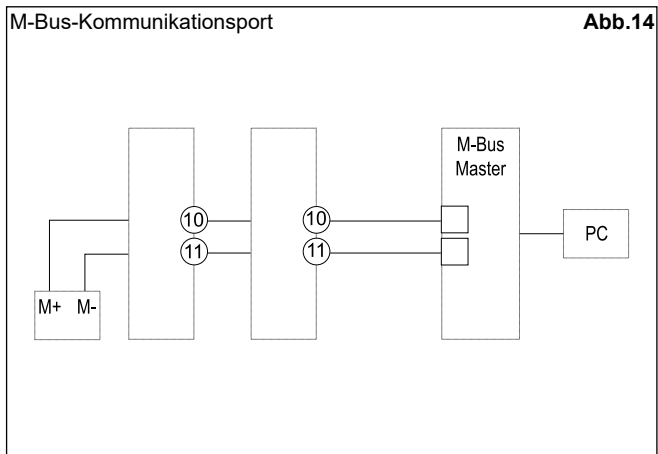 M-Bus-Kommunikationsport Abb.14
M-Bus
Master
10 10
11 11
PC
M+ M-